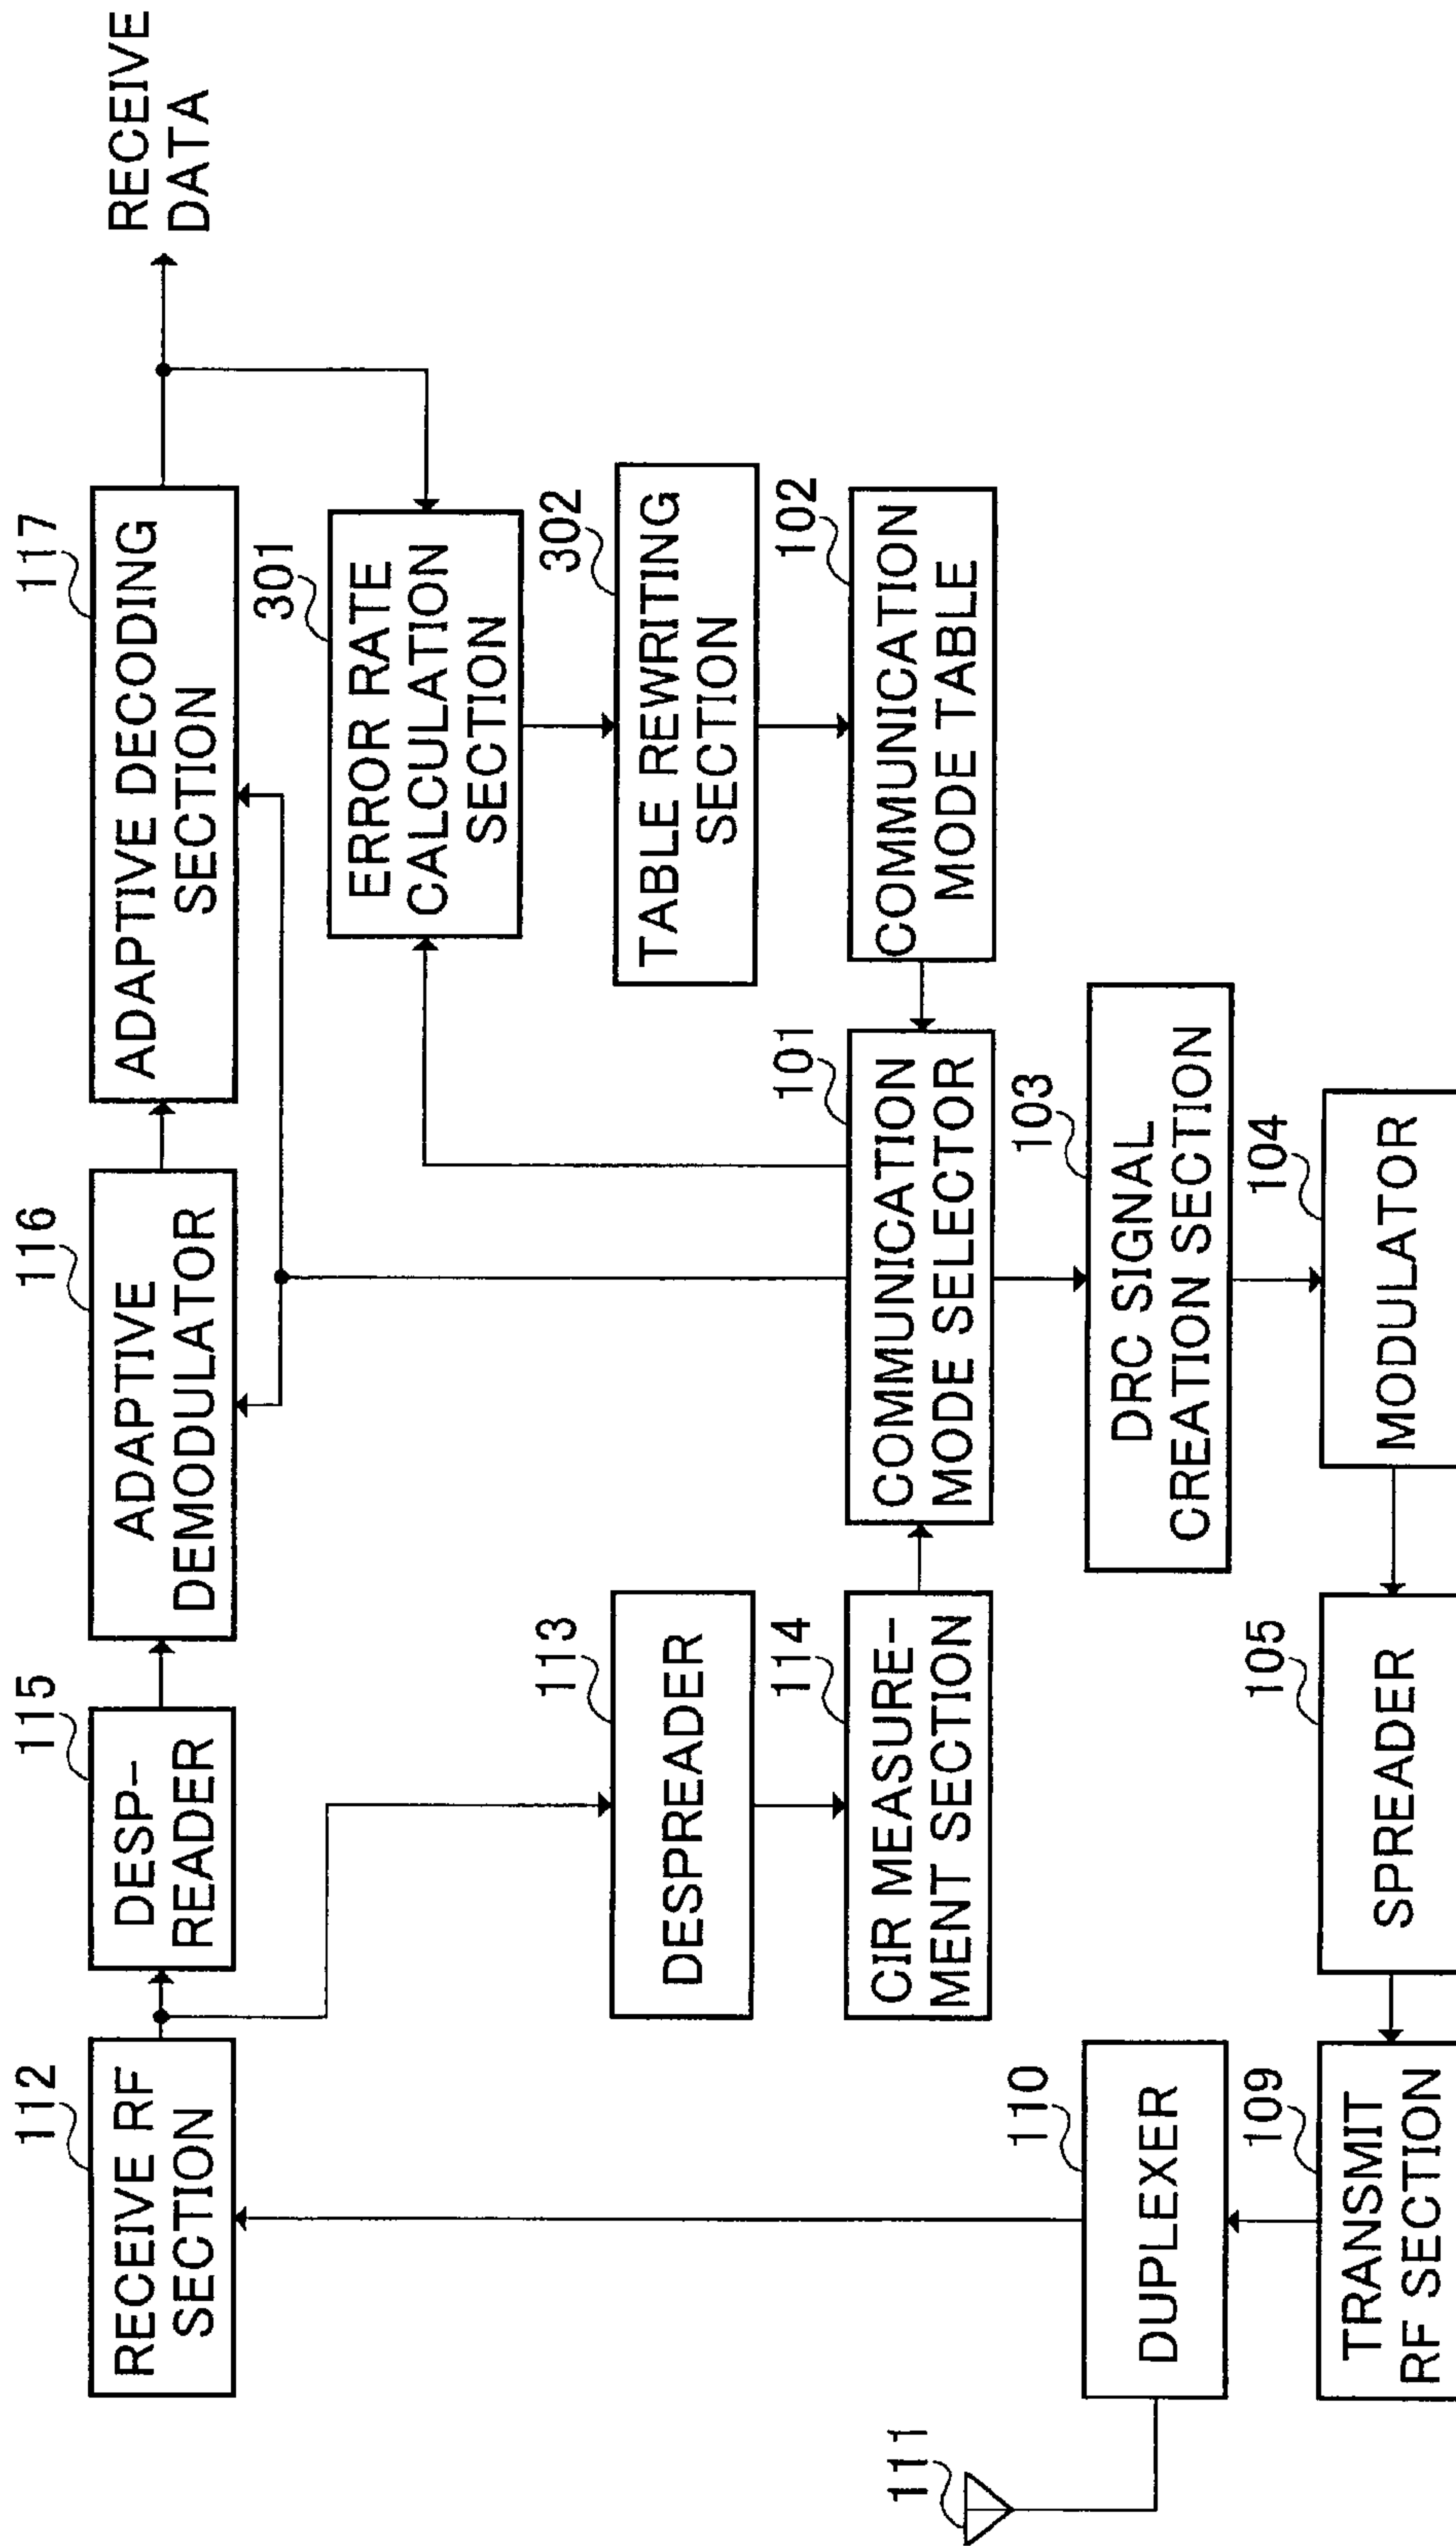 112
RECEIVE RF
SECTION
115
DESP-
READER
116
ADAPTIVE
DEMODULATOR
117
ADAPTIVE DECODING
SECTION
RECEIVE
DATA
301
ERROR RATE
CALCULATION
SECTION
113
DESPREADER
302
TABLE REWRITING
SECTION
114
CIR MEASURE-
MENT SECTION
101
COMMUNICATION
MODE SELECTOR
102
COMMUNICATION
MODE TABLE
111
110
DUPLEXER
103
DRC SIGNAL
CREATION SECTION
109
TRANSMIT
RF SECTION
105
SPREADER
104
MODULATOR